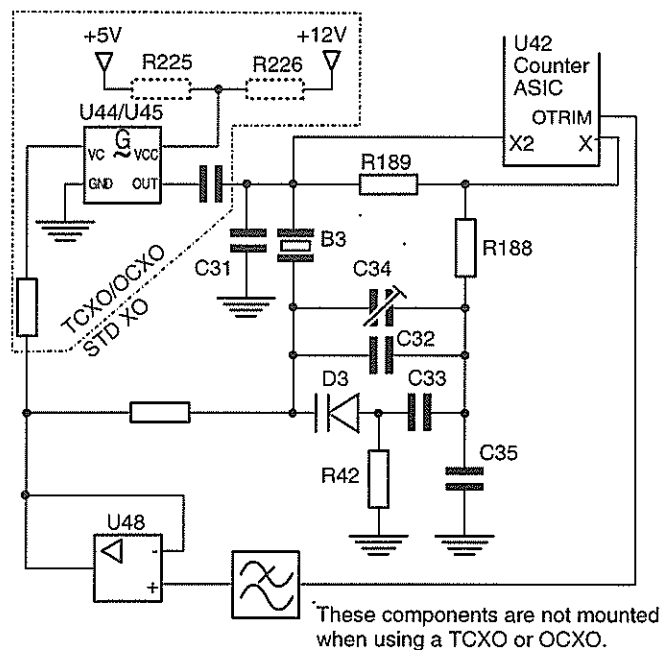 +5V
+12V
R225
R226
U44/U45
G
VC
VCC
GND
OUT
U42
Counter
ASIC
OTRIM
X2
X
R189
R188
C31
B3
C34
C32
TCXO/OCXO
STD XO
D3
C33
R42
C35
U48
-
+
These components are not mounted
when using a TCXO or OCXO.